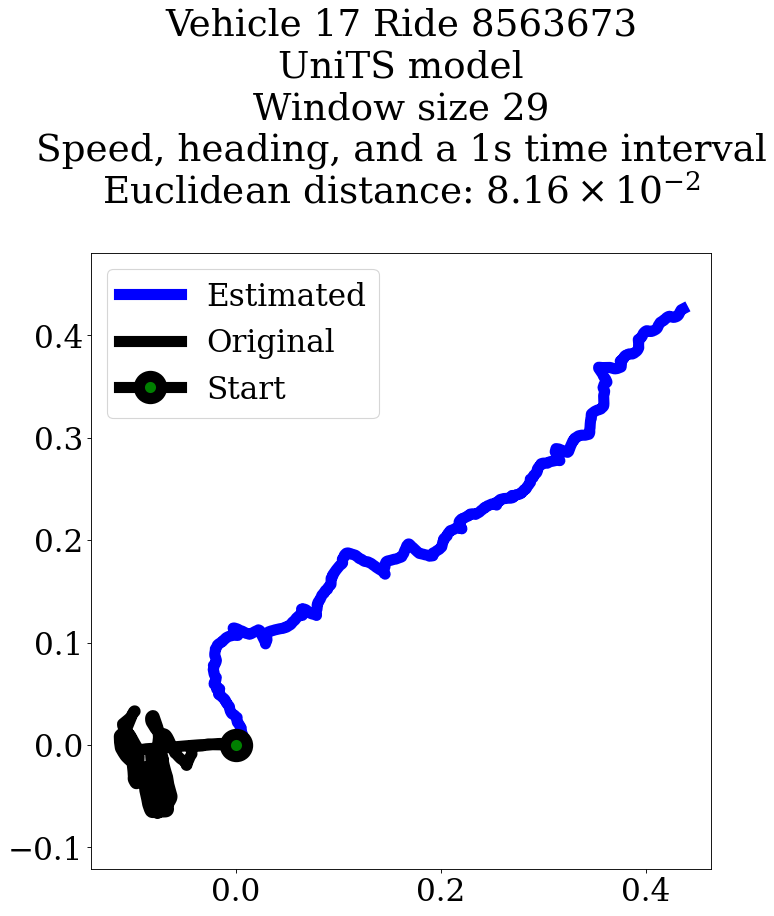 Vehicle 17 Ride 8563673
UniTS model
Window size 29
Speed, heading, and a 1s time interval
Euclidean distance: 8.16 × 10⁻²
Estimated
Original
Start
0.4
0.3
0.2
0.1
0.0
−0.1
0.0 0.2 0.4